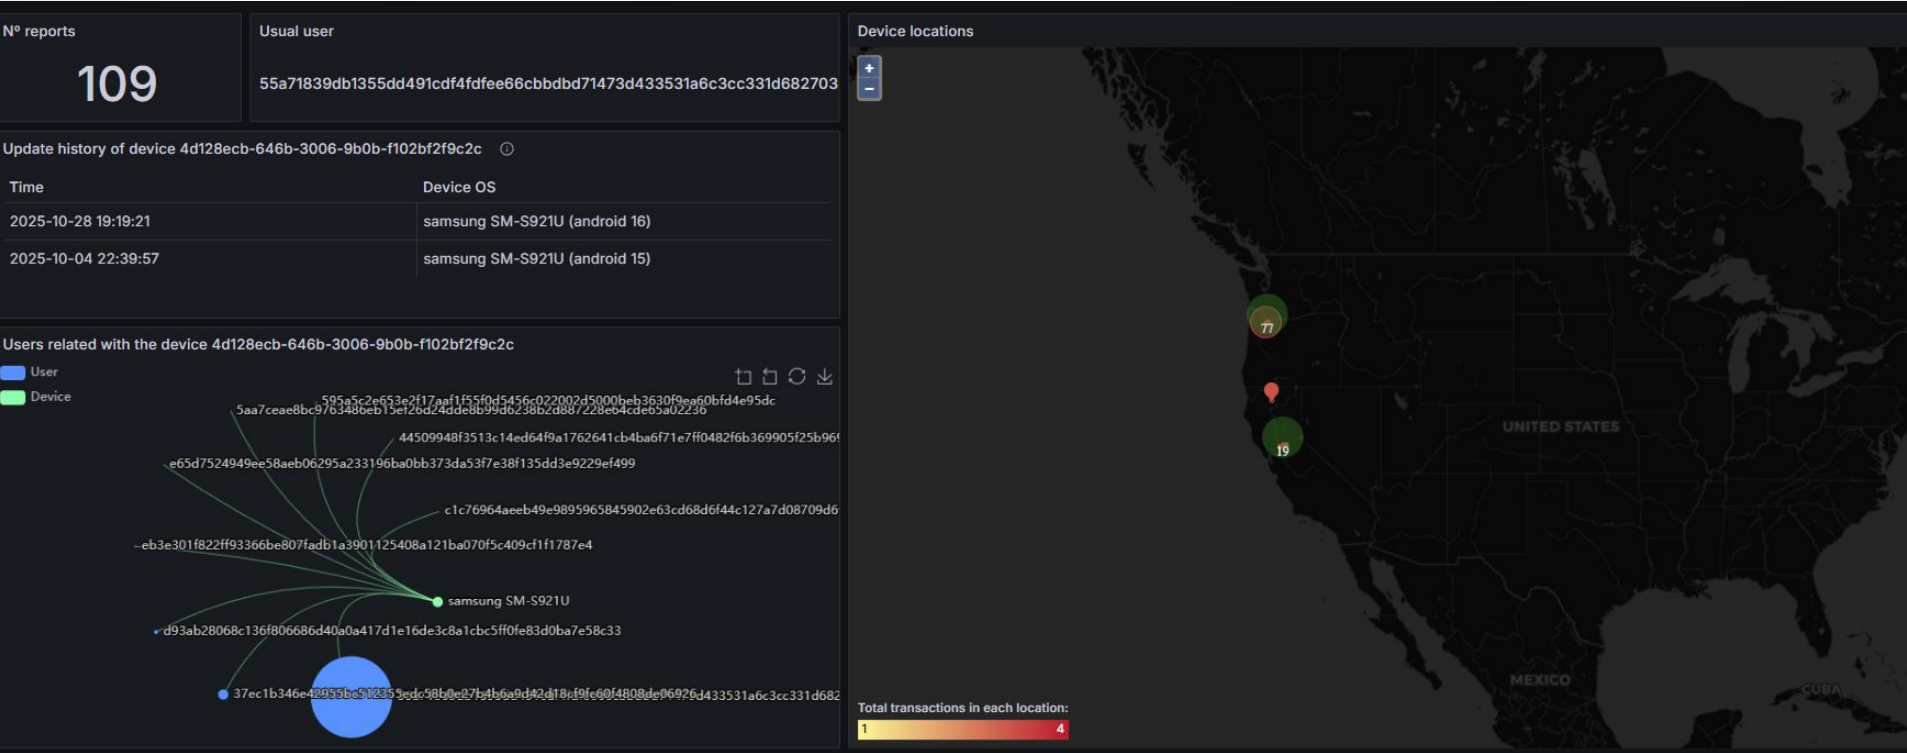 Nº reports
109
Usual user
55a71839db1355dd491cdf4fdfee66cbbdbd71473d433531a6c3cc331d682703
Update history of device 4d128ecb-646b-3006-9b0b-f102bf2f9c2c
Time Device OS
2025-10-28 19:19:21 samsung SM-S921U (android 16)
2025-10-04 22:39:57 samsung SM-S921U (android 15)
Users related with the device 4d128ecb-646b-3006-9b0b-f102bf2f9c2c
User
Device
595a5c2e653e2f17aaf1f55f0d5456c022002d5000beb3630f9ea60bfd4e95dc
5aa7ceae8bc9763486eb15ef26d24dde8b99d6238b2d887228e64cde65a02236
44509948f3513c14ed64f9a1762641cb4ba6f71e7ff0482f6b369905f25b969
e65d7524949ee58aeb06295a233196ba0bb373da53f7e38f135dd3e9229ef499
c1c76964aeeb49e9895965845902e63cd68d6f44c127a7d08709d6
eb3e301f822ff93366be807fadb1a3901125408a121ba070f5c409cf1f1787e4
samsung SM-S921U
d93ab28068c136f806686d40a0a417d1e16de3c8a1cbc5ff0fe83d0ba7e58c33
Device locations
+
−
77
19
UNITED STATES
MEXICO
CUBA
Total transactions in each location:
1 4